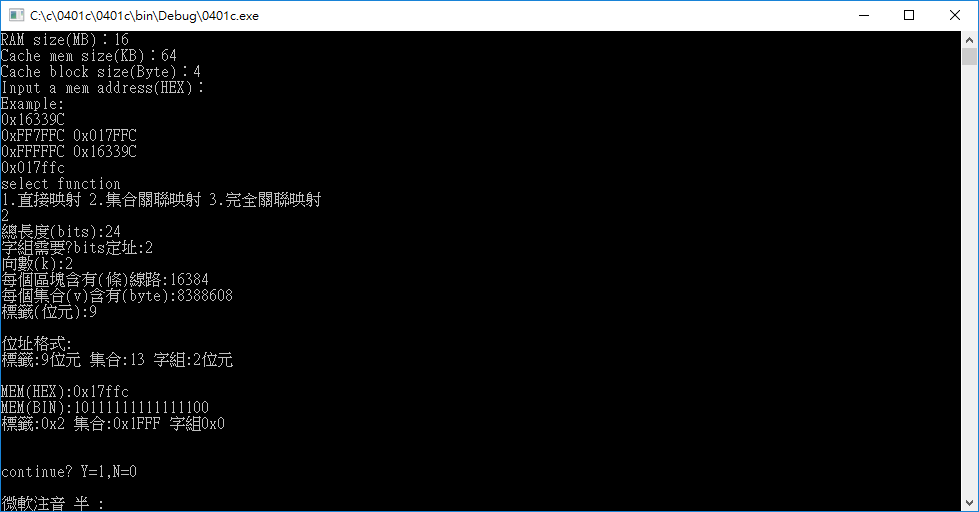 C:\c\0401c\0401c\bin\Debug\0401c.exe
RAM size(MB)：16
Cache mem size(KB)：64
Cache block size(Byte)：4
Input a mem address(HEX)：
Example:
0x16339C
0xFF7FFC 0x017FFC
0xFFFFFC 0x16339C
0x017ffc
select function
1.直接映射 2.集合關聯映射 3.完全關聯映射
2
總長度(bits):24
字組需要?bits定址:2
向數(k):2
每個區塊含有(條)線路:16384
每個集合(v)含有(byte):8388608
標籤(位元):9
位址格式:
標籤:9位元 集合:13 字組:2位元
MEM(HEX):0x17ffc
MEM(BIN):10111111111111100
標籤:0x2 集合:0x1FFF 字組0x0
continue? Y=1,N=0
微軟注音 半 :